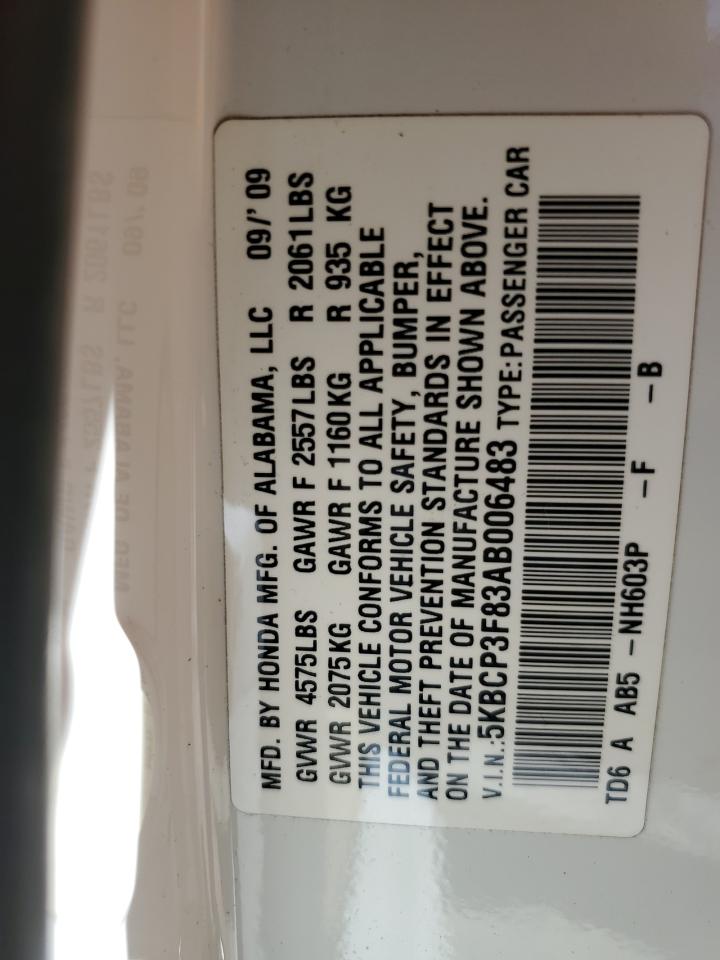 MFD. BY HONDA MFG. OF ALABAMA, LLC 09/' 09
GVWR 4575LBS GAWR F 2557LBS R 2061LBS
GVWR 2075KG GAWR F 1160KG R 935 KG
THIS VEHICLE CONFORMS TO ALL APPLICABLE
FEDERAL MOTOR VEHICLE SAFETY, BUMPER,
AND THEFT PREVENTION STANDARDS IN EFFECT
ON THE DATE OF MANUFACTURE SHOWN ABOVE.
V.I.N.:5KBCP3F83AB006483 TYPE:PASSENGER CAR
TD6 A AB5 -NH603P -F -B